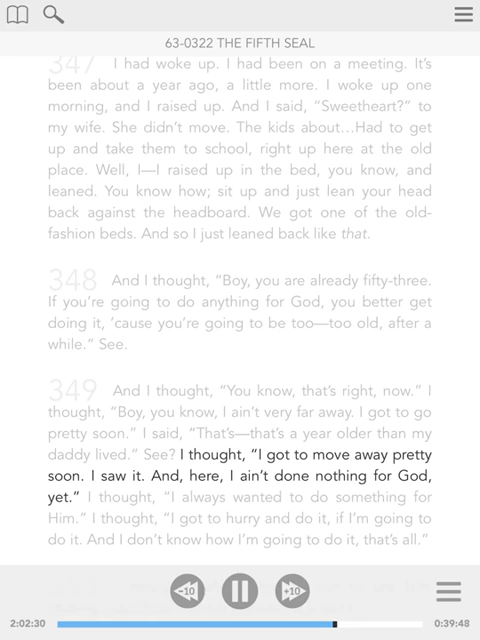 63-0322 THE FIFTH SEAL
347 I had woke up. I had been on a meeting. It's
been about a year ago, a little more. I woke up one
morning, and I raised up. And I said, “Sweetheart?” to
my wife. She didn't move. The kids about…Had to get
up and take them to school, right up here at the old
place. Well, I—I raised up in the bed, you know, and
leaned. You know how; sit up and just lean your head
back against the headboard. We got one of the old-
fashion beds. And so I just leaned back like that.
348 And I thought, “Boy, you are already fifty-three.
If you're going to do anything for God, you better get
doing it, ’cause you're going to be too—too old, after a
while.” See.
349 And I thought, “You know, that's right, now.” I
thought, “Boy, you know, I ain't very far away. I got to go
pretty soon.” I said, “That's—that's a year older than my
daddy lived.” See? I thought, “I got to move away pretty
soon. I saw it. And, here, I ain't done nothing for God,
yet.” I thought, “I always wanted to do something for
Him.” I thought, “I got to hurry and do it, if I'm going to
do it. And I don't know how I'm going to do it, that's all.”
-10
+10
2:02:30
0:39:48